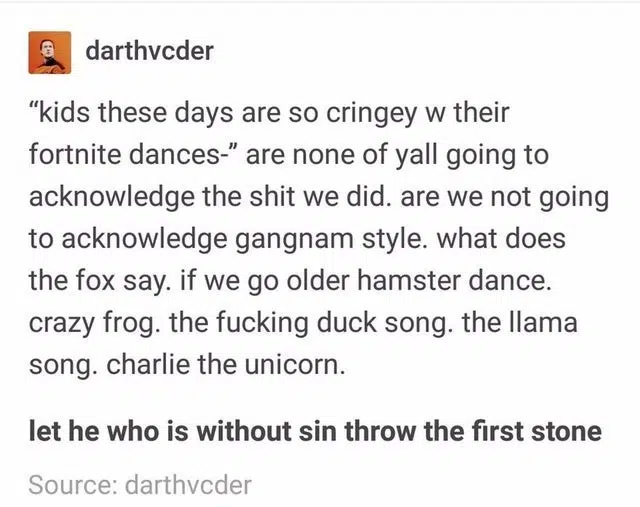 darthvcder
“kids these days are so cringey w their
fortnite dances-” are none of yall going to
acknowledge the shit we did. are we not going
to acknowledge gangnam style. what does
the fox say. if we go older hamster dance.
crazy frog. the fucking duck song. the llama
song. charlie the unicorn.
let he who is without sin throw the first stone
Source: darthvcder